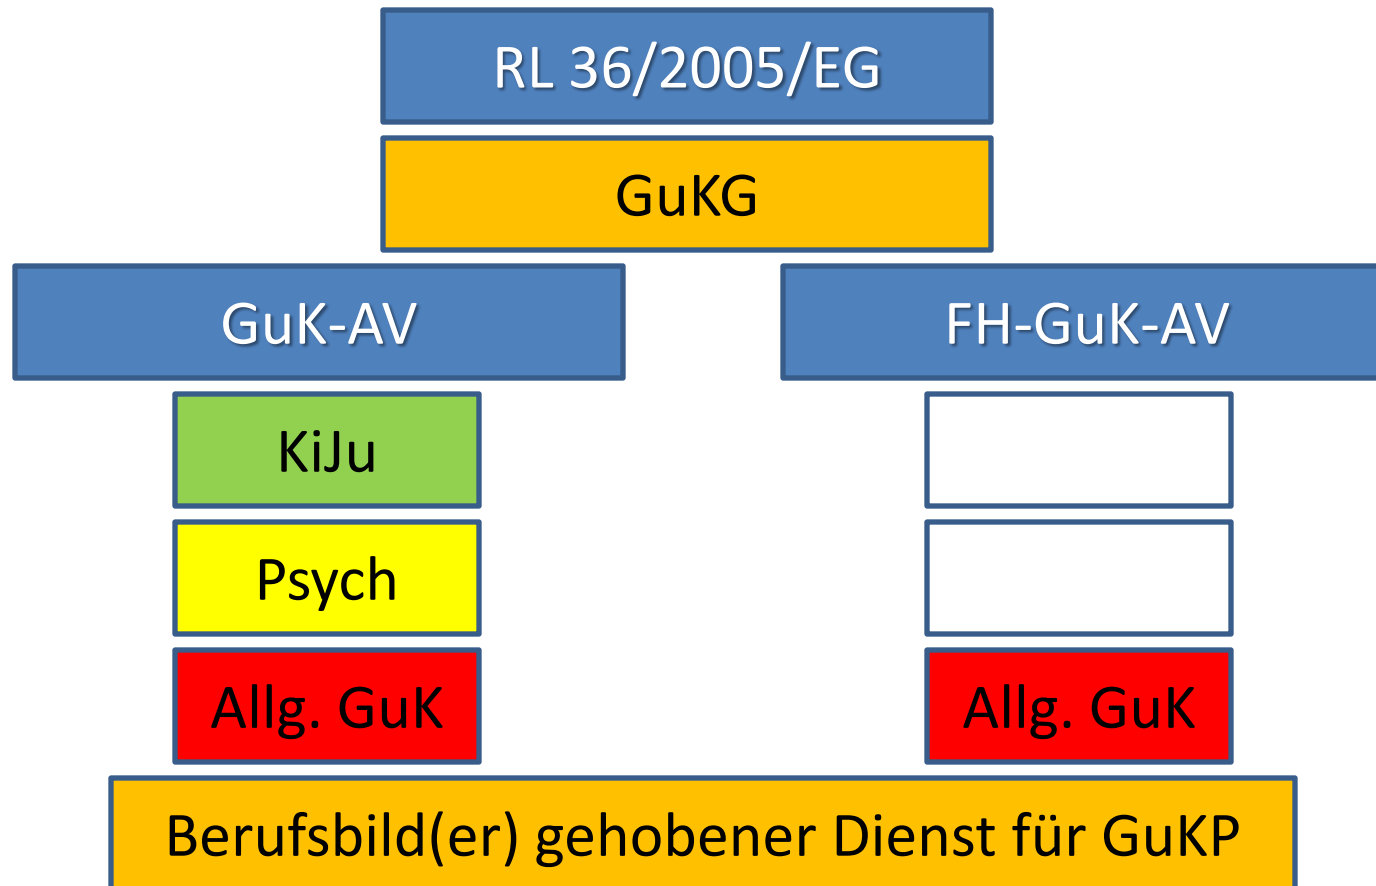 RL 36/2005/EG
GuKG
GuK-AV
FH-GuK-AV
KiJu
Psych
Allg. GuK
Allg. GuK
Berufsbild(er) gehobener Dienst für GuKP